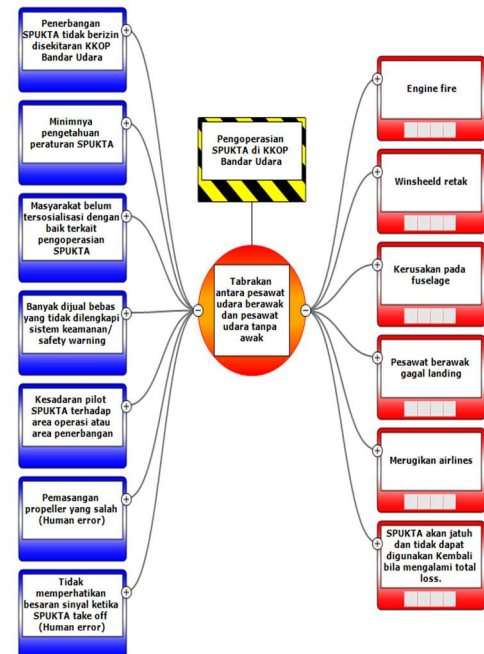 Penerbangan
SPUKTA tidak berizin
disekitaran KKOP
Bandar Udara
Minimnya
pengetahuan
peraturan SPUKTA
Masyarakat belum
tersosialisasi dengan
baik terkait
pengoperasian
SPUKTA
Banyak dijual bebas
yang tidak dilengkapi
sistem keamanan/
safety warning
Kesadaran pilot
SPUKTA terhadap
area operasi atau
area penerbangan
Pemasangan
propeller yang salah
(Human error)
Tidak
memperhatikan
besaran sinyal ketika
SPUKTA take off
(Human error)
Pengoperasian
SPUKTA di KKOP
Bandar Udara
Tabrakan
antara pesawat
udara berawak
dan pesawat
udara tanpa
awak
Engine fire
Winsheeld retak
Kerusakan pada
fuselage
Pesawat berawak
gagal landing
Merugikan airlines
SPUKTA akan jatuh
dan tidak dapat
digunakan Kembali
bila mengalami total
loss.